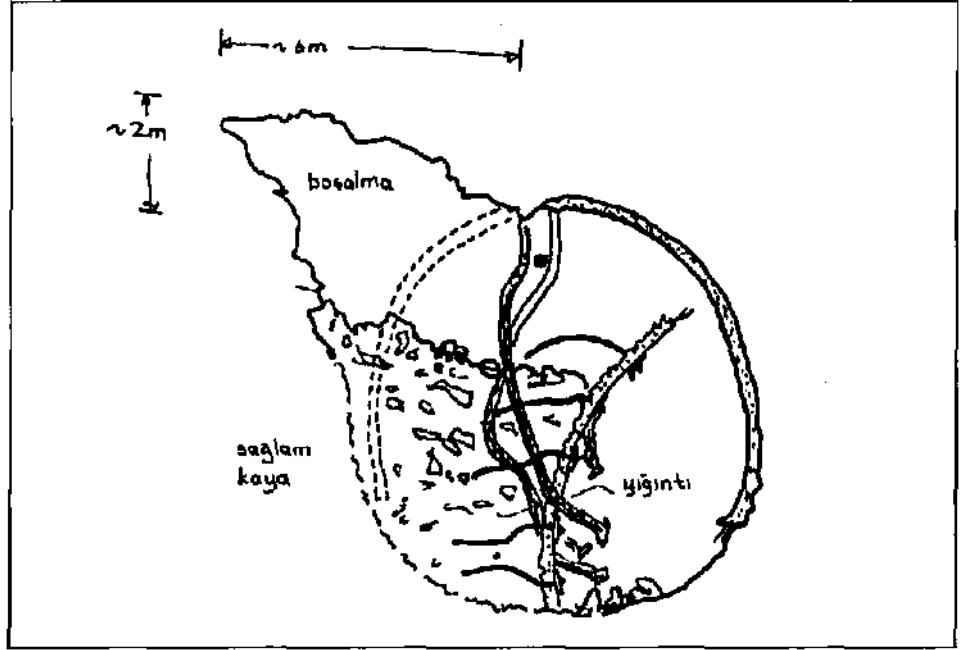 ~ 6m
~ 2m
boşalma
sağlam
kaya
yığıntı